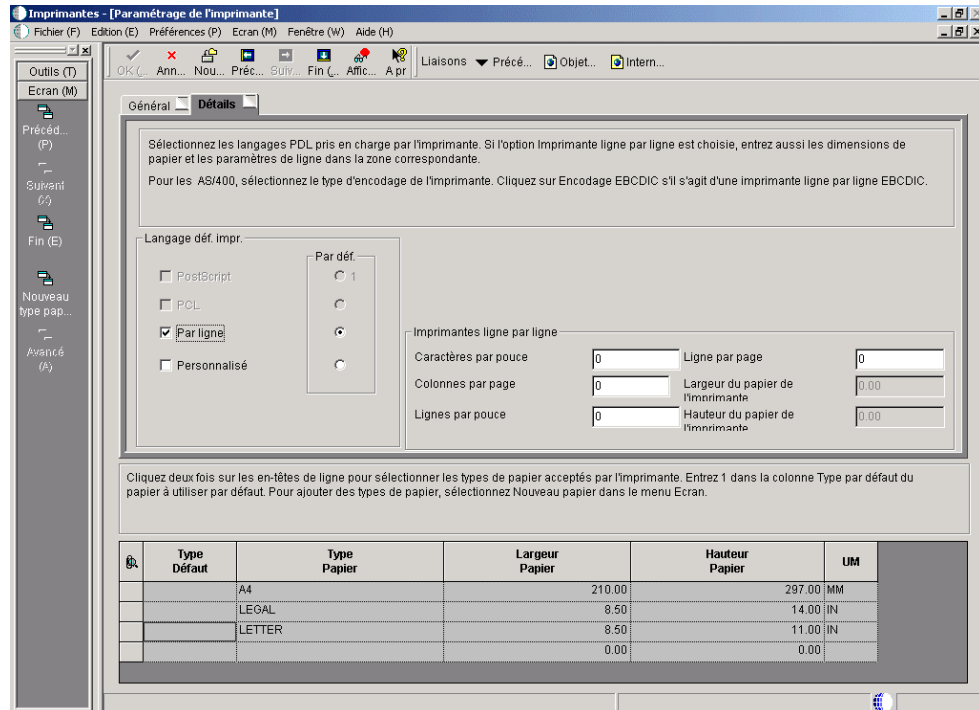 Imprimantes - [Paramétrage de l'imprimante]
Fichier (F) Edition (E) Préférences (P) Ecran (M) Fenêtre (W) Aide (H)
Outils (T)
Ecran (M)
Précéd...
(P)
Suivant
Fin (E)
Nouveau
type pap...
Avancé
(A)
OK (... Ann... Nou... Préc... Suiv... Fin (... Affic... A pr Liaisons Précé... Objet... Intern...
Général Détails
Sélectionnez les langages PDL pris en charge par l'imprimante. Si l'option Imprimante ligne par ligne est choisie, entrez aussi les dimensions de
papier et les paramètres de ligne dans la zone correspondante.
Pour les AS/400, sélectionnez le type d'encodage de l'imprimante. Cliquez sur Encodage EBCDIC s'il s'agit d'une imprimante ligne par ligne EBCDIC.
Langage déf. impr.
Par déf.
PostScript 1
PCL
Par ligne
Personnalisé
Imprimantes ligne par ligne
Caractères par pouce 0 Ligne par page 0
Colonnes par page 0 Largeur du papier de l'imprimante 0.00
Lignes par pouce 0 Hauteur du papier de l'imprimante 0.00
Cliquez deux fois sur les en-têtes de ligne pour sélectionner les types de papier acceptés par l'imprimante. Entrez 1 dans la colonne Type par défaut du
papier à utiliser par défaut. Pour ajouter des types de papier, sélectionnez Nouveau papier dans le menu Ecran.
Type Défaut Type Papier Largeur Papier Hauteur Papier UM
A4 210.00 297.00 MM
LEGAL 8.50 14.00 IN
LETTER 8.50 11.00 IN
0.00 0.00